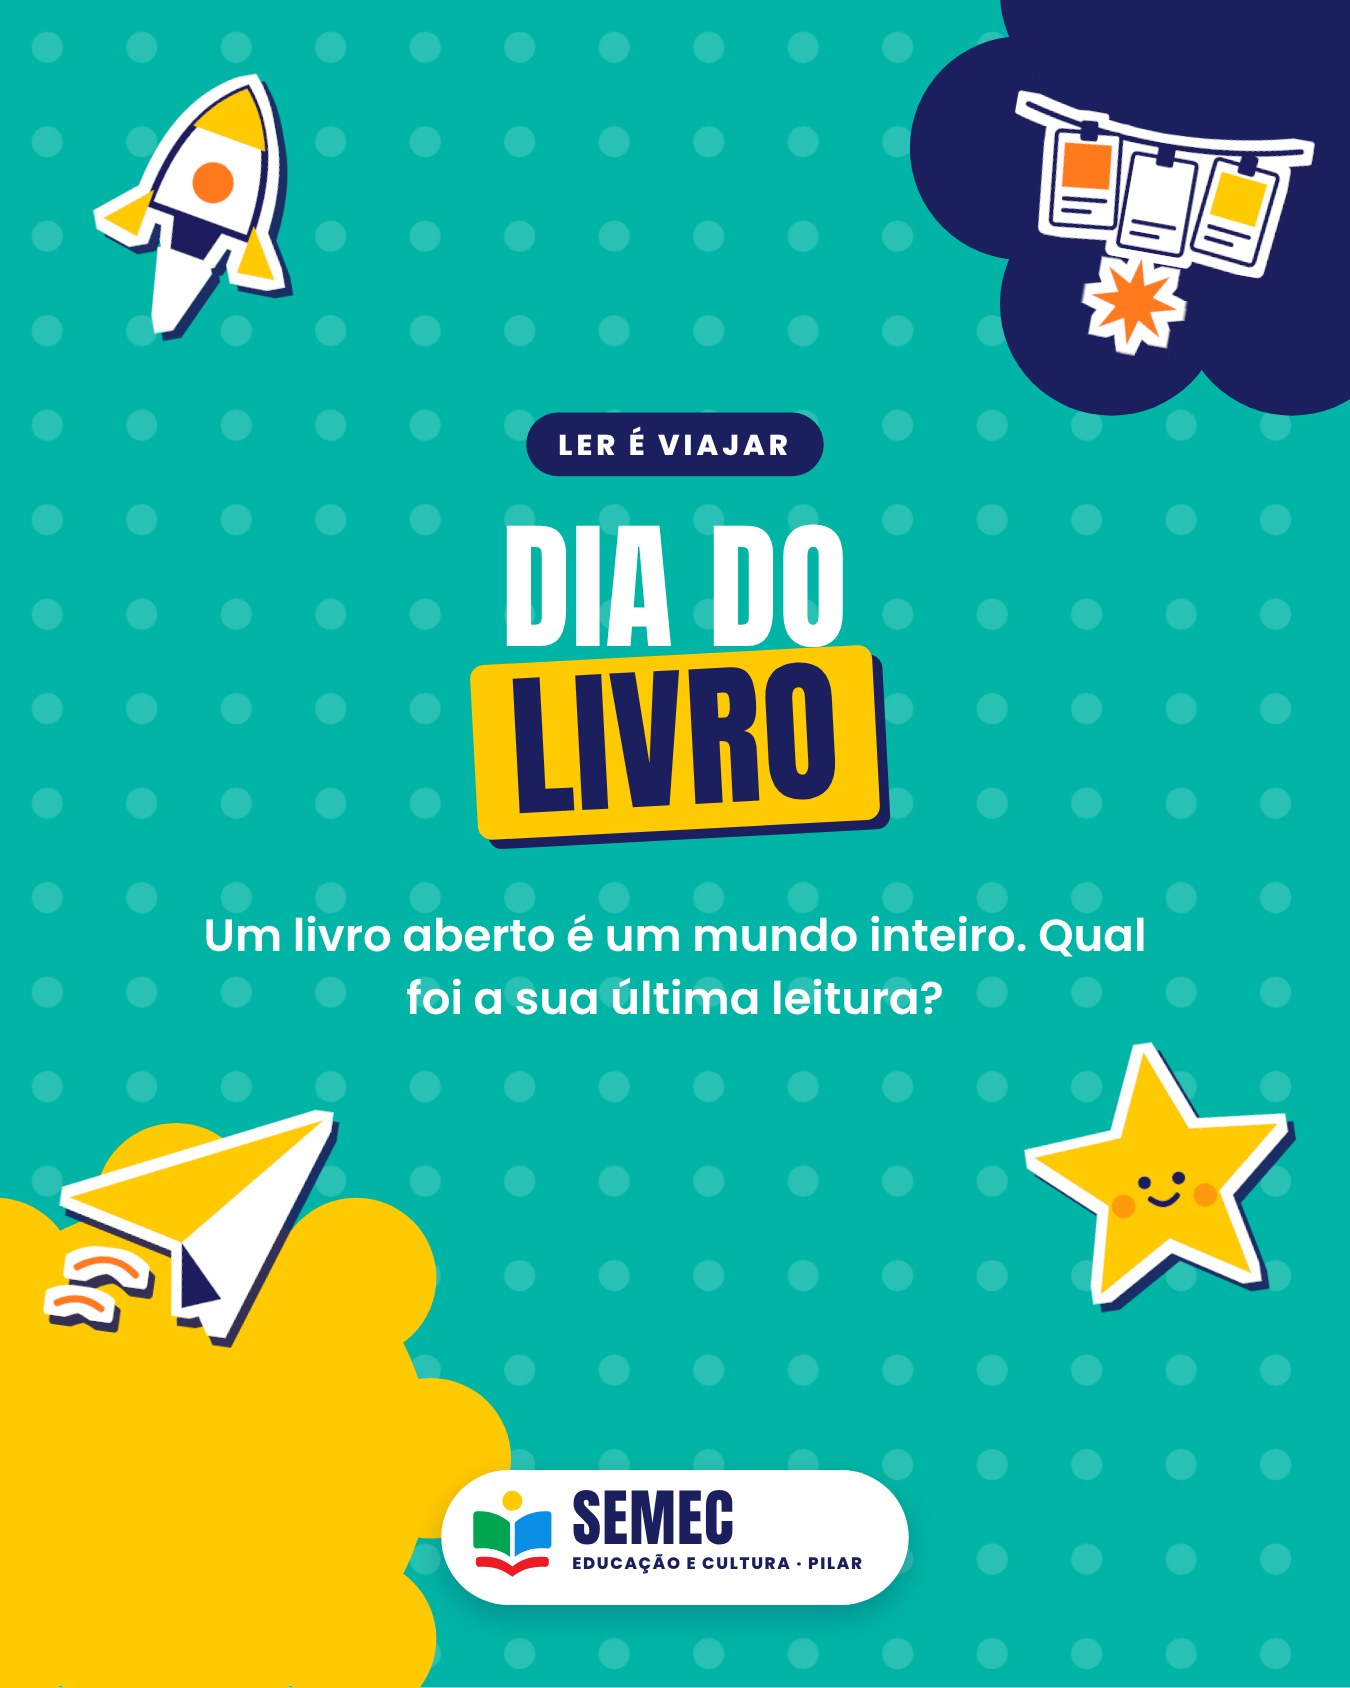 LER É VIAJAR
DIA DO
LIVRO
Um livro aberto é um mundo inteiro. Qual
foi a sua última leitura?
SEMEC
EDUCAÇÃO E CULTURA · PILAR